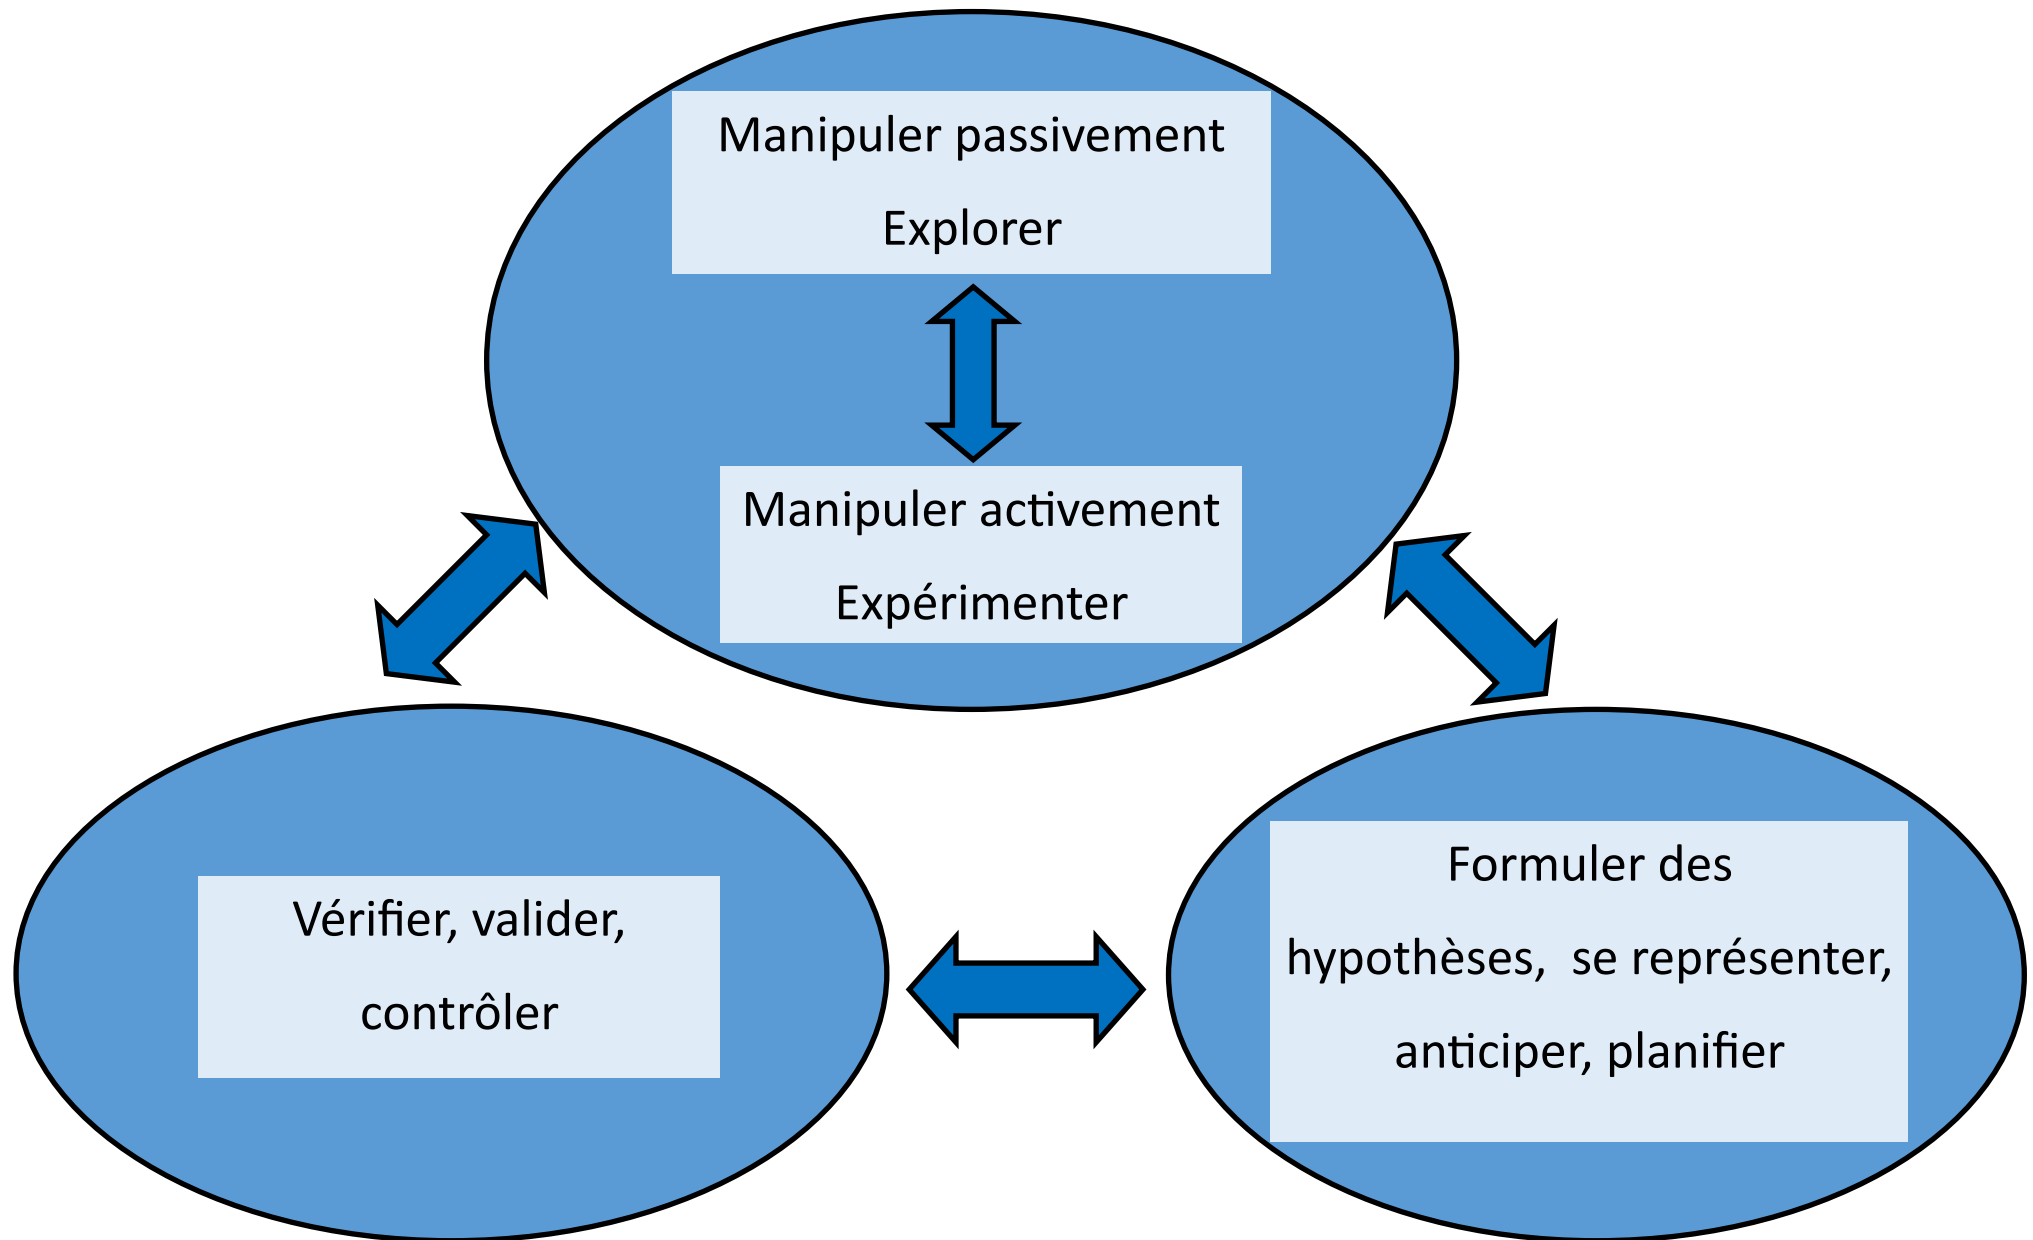 Manipuler passivement
Explorer
Manipuler activement
Expérimenter
Vérifier, valider,
contrôler
Formuler des
hypothèses,  se représenter,
anticiper, planifier